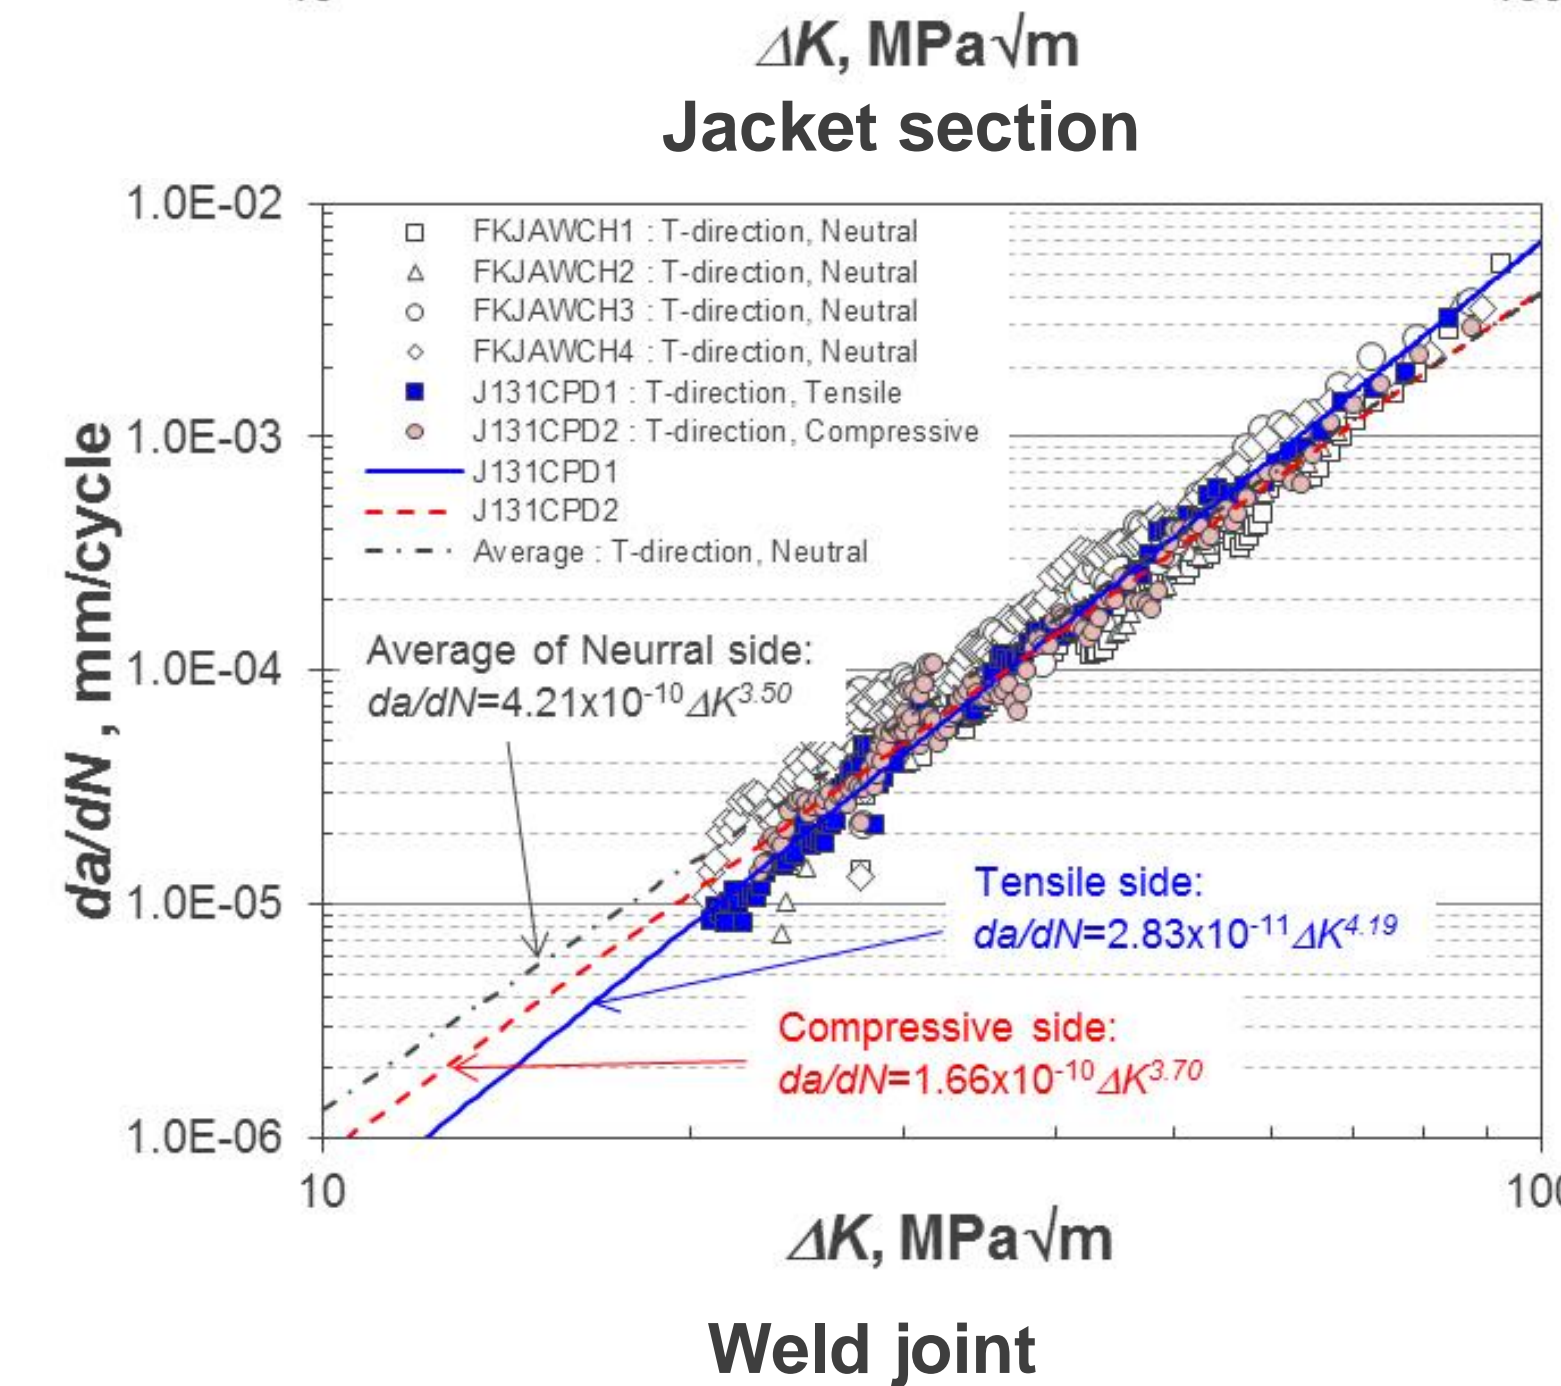 ΔK, MPa√m
Jacket section
1.0E-02
FKJAWCH1 : T-direction, Neutral
FKJAWCH2 : T-direction, Neutral
FKJAWCH3 : T-direction, Neutral
FKJAWCH4 : T-direction, Neutral
J131CPD1 : T-direction, Tensile
J131CPD2 : T-direction, Compressive
1.0E-03
J131CPD1
J131CPD2
Average : T-direction, Neutral
da/dN , mm/cycle
Average of Neurral side:
1.0E-04
da/dN=4.21x10⁻¹⁰ΔK³·⁵⁰
Tensile side:
1.0E-05
da/dN=2.83x10⁻¹¹ΔK⁴·¹⁹
Compressive side:
da/dN=1.66x10⁻¹⁰ΔK³·⁷⁰
1.0E-06
10
ΔK, MPa√m
Weld joint